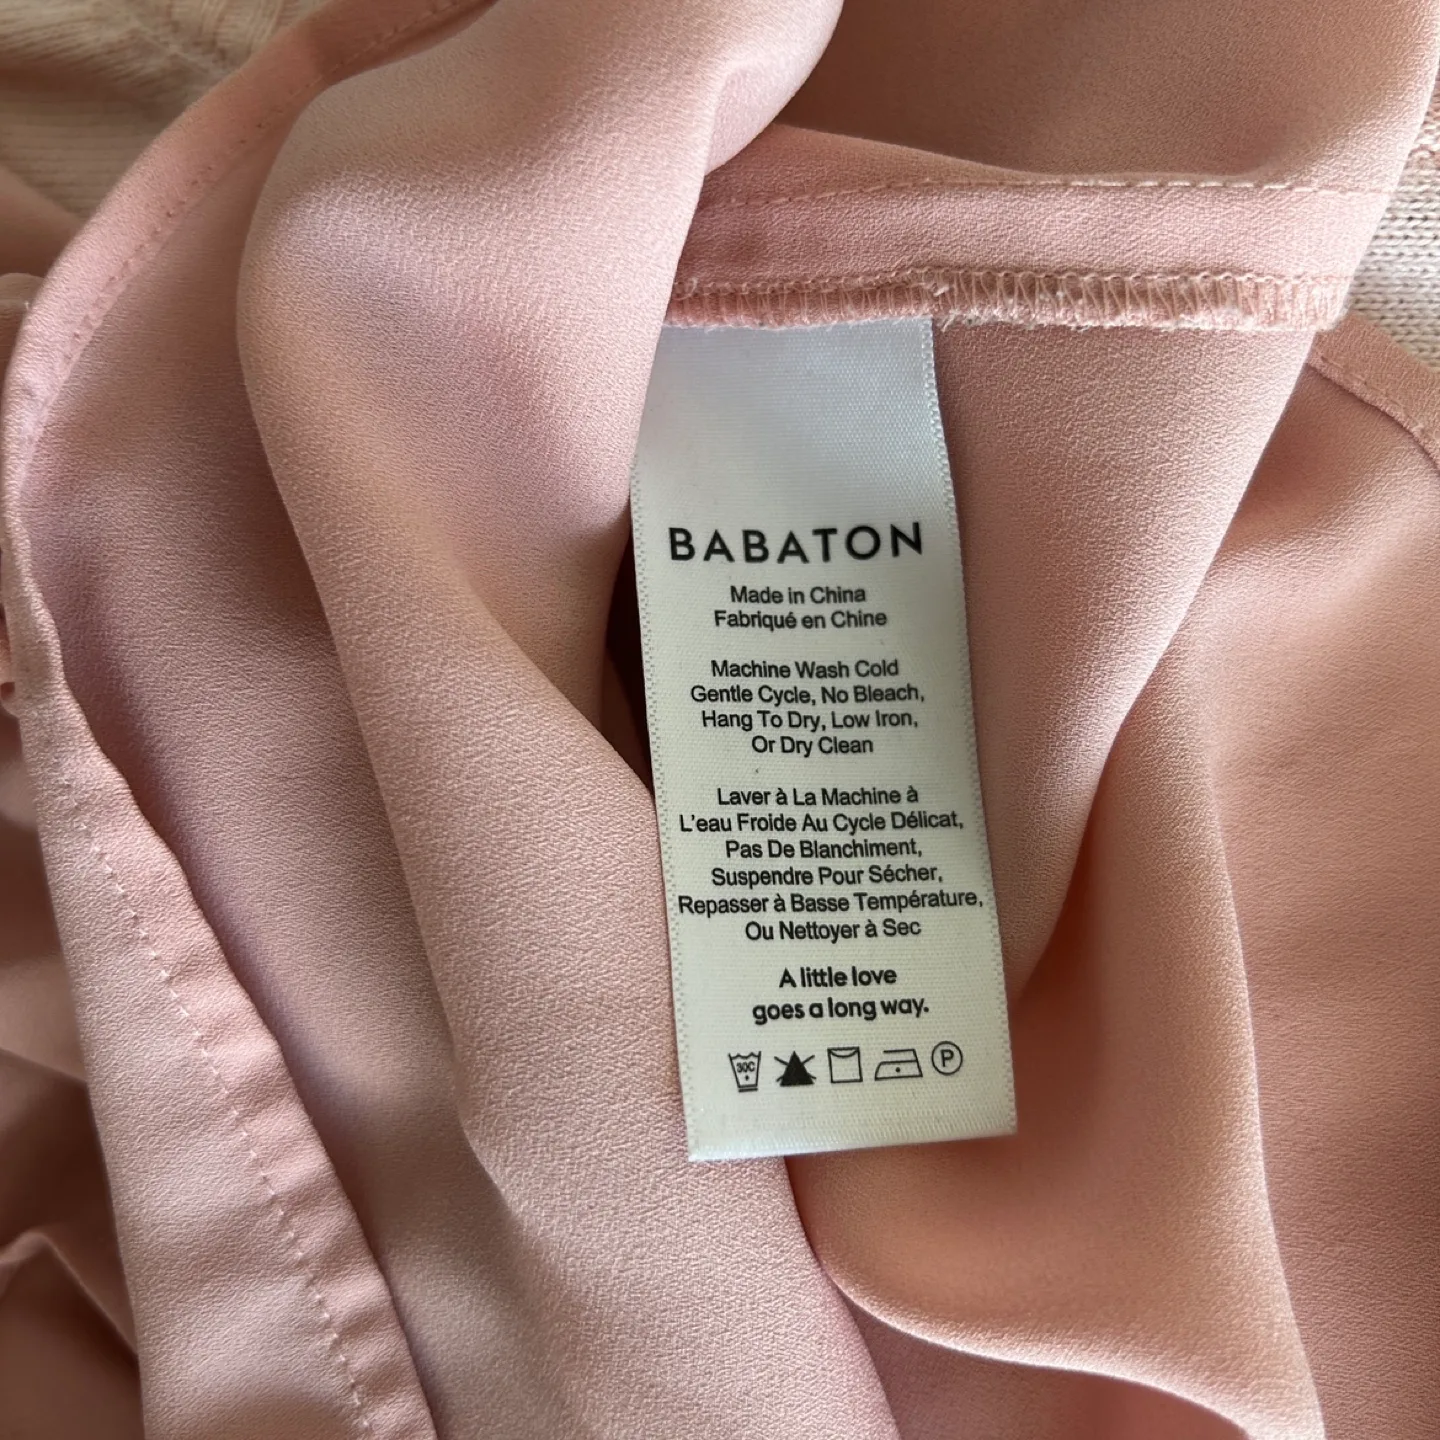 BABATON
Made in China
Fabriqué en Chine
Machine Wash Cold
Gentle Cycle, No Bleach,
Hang To Dry, Low Iron,
Or Dry Clean
Laver à La Machine à
L'eau Froide Au Cycle Délicat,
Pas De Blanchiment,
Suspendre Pour Sécher,
Repasser à Basse Température,
Ou Nettoyer à Sec
A little love
goes a long way.
30C P